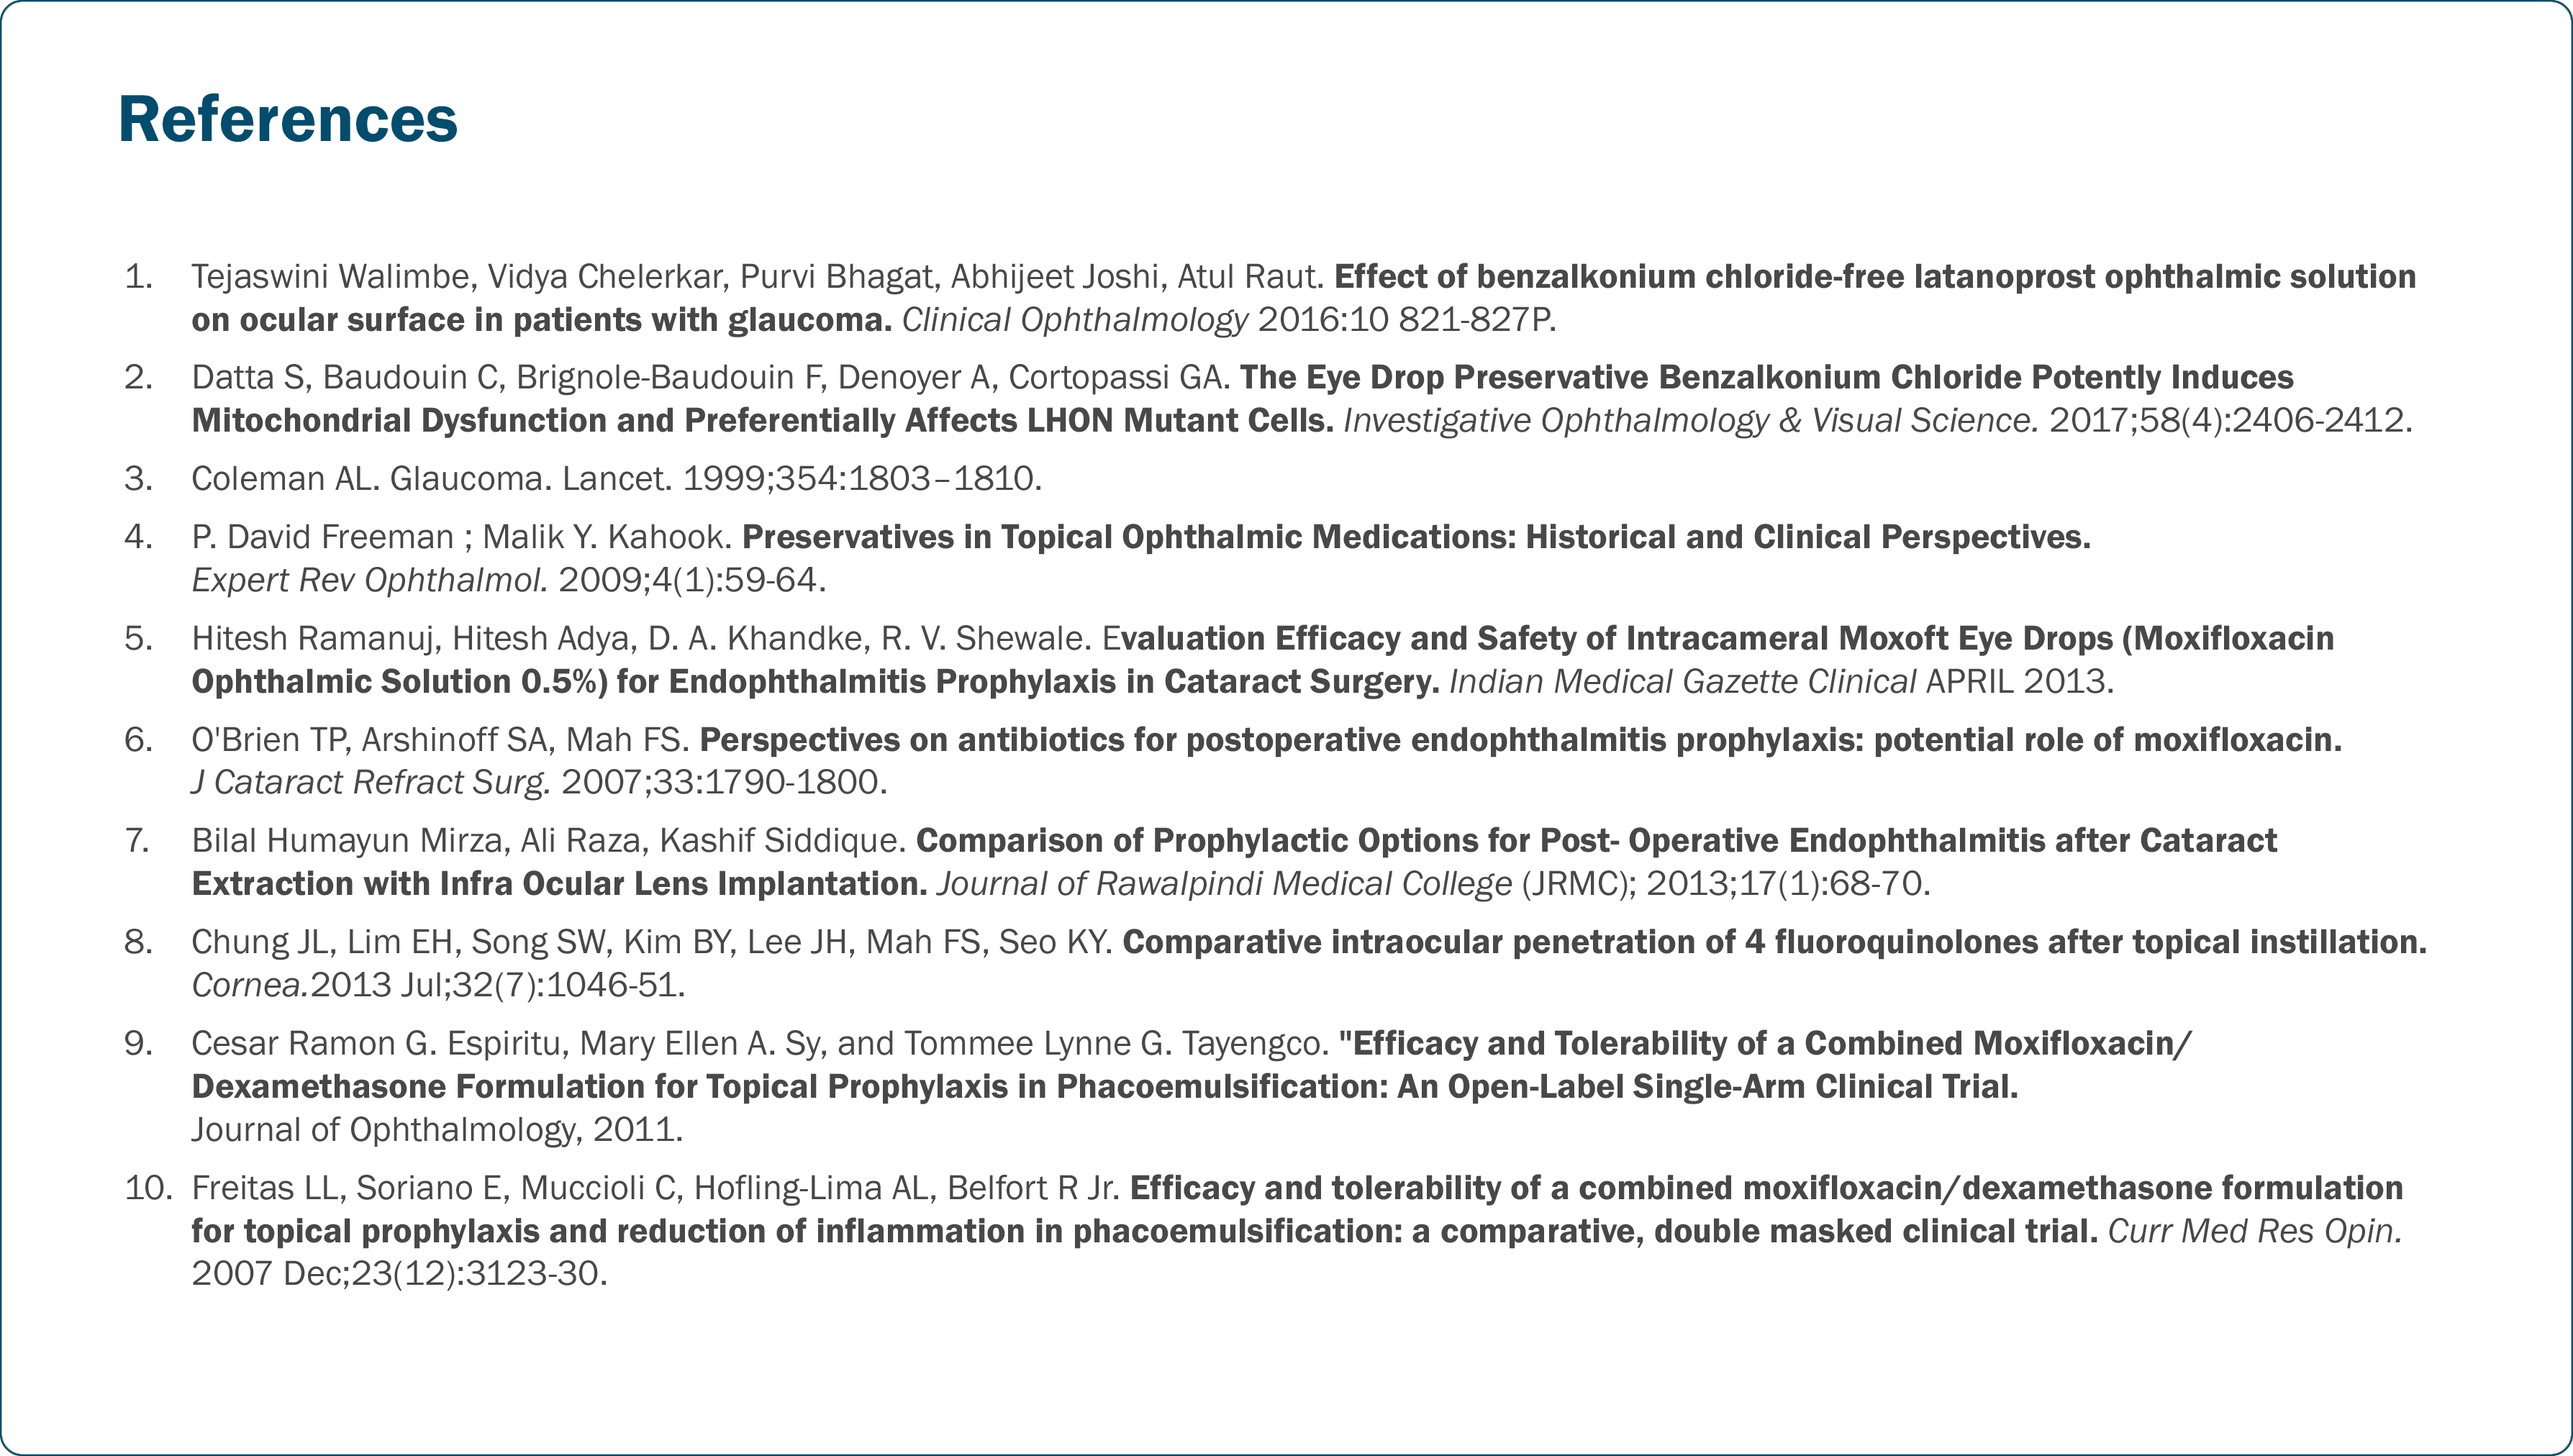 References
1. Tejaswini Walimbe, Vidya Chelerkar, Purvi Bhagat, Abhijeet Joshi, Atul Raut. Effect of benzalkonium chloride-free latanoprost ophthalmic solution
on ocular surface in patients with glaucoma. Clinical Ophthalmology 2016:10 821-827P.
2. Datta S, Baudouin C, Brignole-Baudouin F, Denoyer A, Cortopassi GA. The Eye Drop Preservative Benzalkonium Chloride Potently Induces
Mitochondrial Dysfunction and Preferentially Affects LHON Mutant Cells. Investigative Ophthalmology & Visual Science. 2017;58(4):2406-2412.
3. Coleman AL. Glaucoma. Lancet. 1999;354:1803–1810.
4. P. David Freeman ; Malik Y. Kahook. Preservatives in Topical Ophthalmic Medications: Historical and Clinical Perspectives.
Expert Rev Ophthalmol. 2009;4(1):59-64.
5. Hitesh Ramanuj, Hitesh Adya, D. A. Khandke, R. V. Shewale. Evaluation Efficacy and Safety of Intracameral Moxoft Eye Drops (Moxifloxacin
Ophthalmic Solution 0.5%) for Endophthalmitis Prophylaxis in Cataract Surgery. Indian Medical Gazette Clinical APRIL 2013.
6. O'Brien TP, Arshinoff SA, Mah FS. Perspectives on antibiotics for postoperative endophthalmitis prophylaxis: potential role of moxifloxacin.
J Cataract Refract Surg. 2007;33:1790-1800.
7. Bilal Humayun Mirza, Ali Raza, Kashif Siddique. Comparison of Prophylactic Options for Post- Operative Endophthalmitis after Cataract
Extraction with Infra Ocular Lens Implantation. Journal of Rawalpindi Medical College (JRMC); 2013;17(1):68-70.
8. Chung JL, Lim EH, Song SW, Kim BY, Lee JH, Mah FS, Seo KY. Comparative intraocular penetration of 4 fluoroquinolones after topical instillation.
Cornea.2013 Jul;32(7):1046-51.
9. Cesar Ramon G. Espiritu, Mary Ellen A. Sy, and Tommee Lynne G. Tayengco. "Efficacy and Tolerability of a Combined Moxifloxacin/
Dexamethasone Formulation for Topical Prophylaxis in Phacoemulsification: An Open-Label Single-Arm Clinical Trial.
Journal of Ophthalmology, 2011.
10. Freitas LL, Soriano E, Muccioli C, Hofling-Lima AL, Belfort R Jr. Efficacy and tolerability of a combined moxifloxacin/dexamethasone formulation
for topical prophylaxis and reduction of inflammation in phacoemulsification: a comparative, double masked clinical trial. Curr Med Res Opin.
2007 Dec;23(12):3123-30.